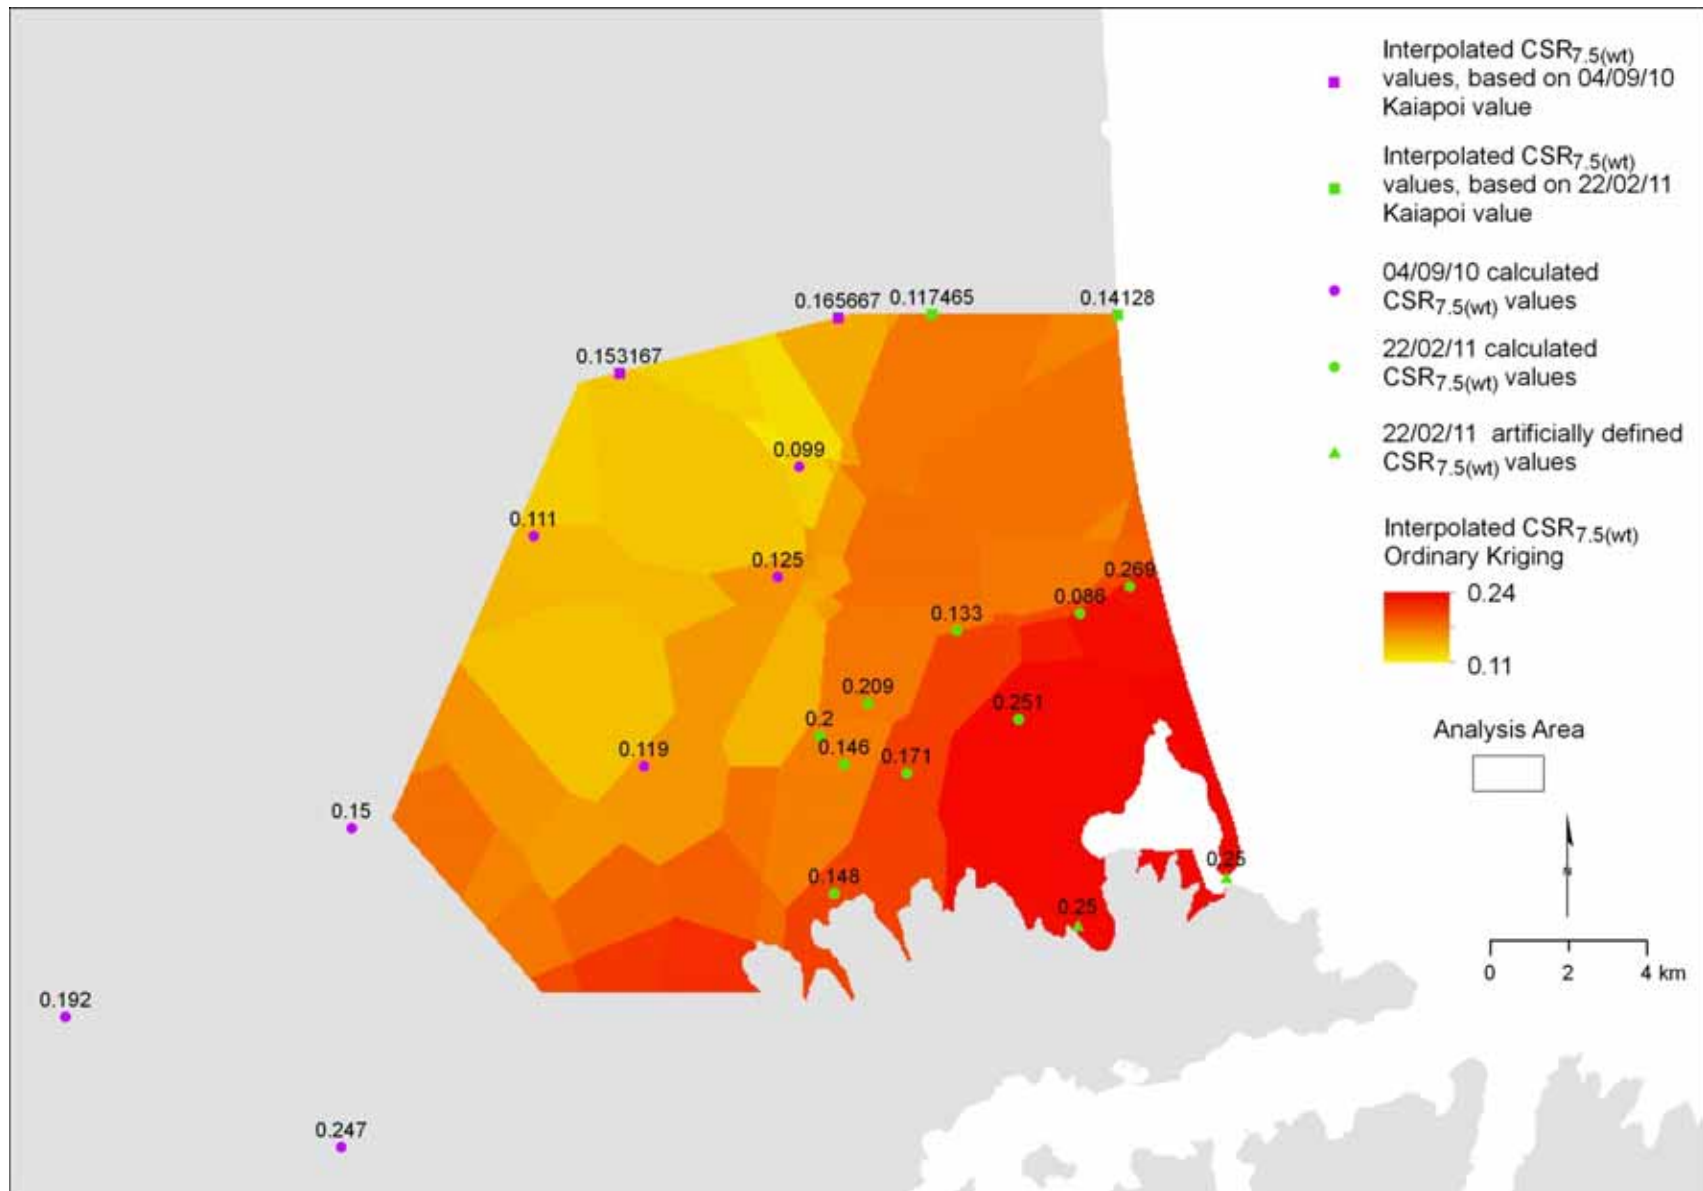 Interpolated CSR7.5(wt)
values, based on 04/09/10
Kaiapoi value
Interpolated CSR7.5(wt)
values, based on 22/02/11
Kaiapoi value
04/09/10 calculated
CSR7.5(wt) values
22/02/11 calculated
CSR7.5(wt) values
22/02/11 artificially defined
CSR7.5(wt) values
Interpolated CSR7.5(wt)
Ordinary Kriging
0.24
0.11
Analysis Area
N
0 2 4 km
0.165667 0.117465 0.14128
0.153167
0.099
0.111
0.125
0.269
0.086
0.133
0.209
0.251
0.2
0.146
0.119
0.171
0.15
0.25
0.148
0.25
0.192
0.247